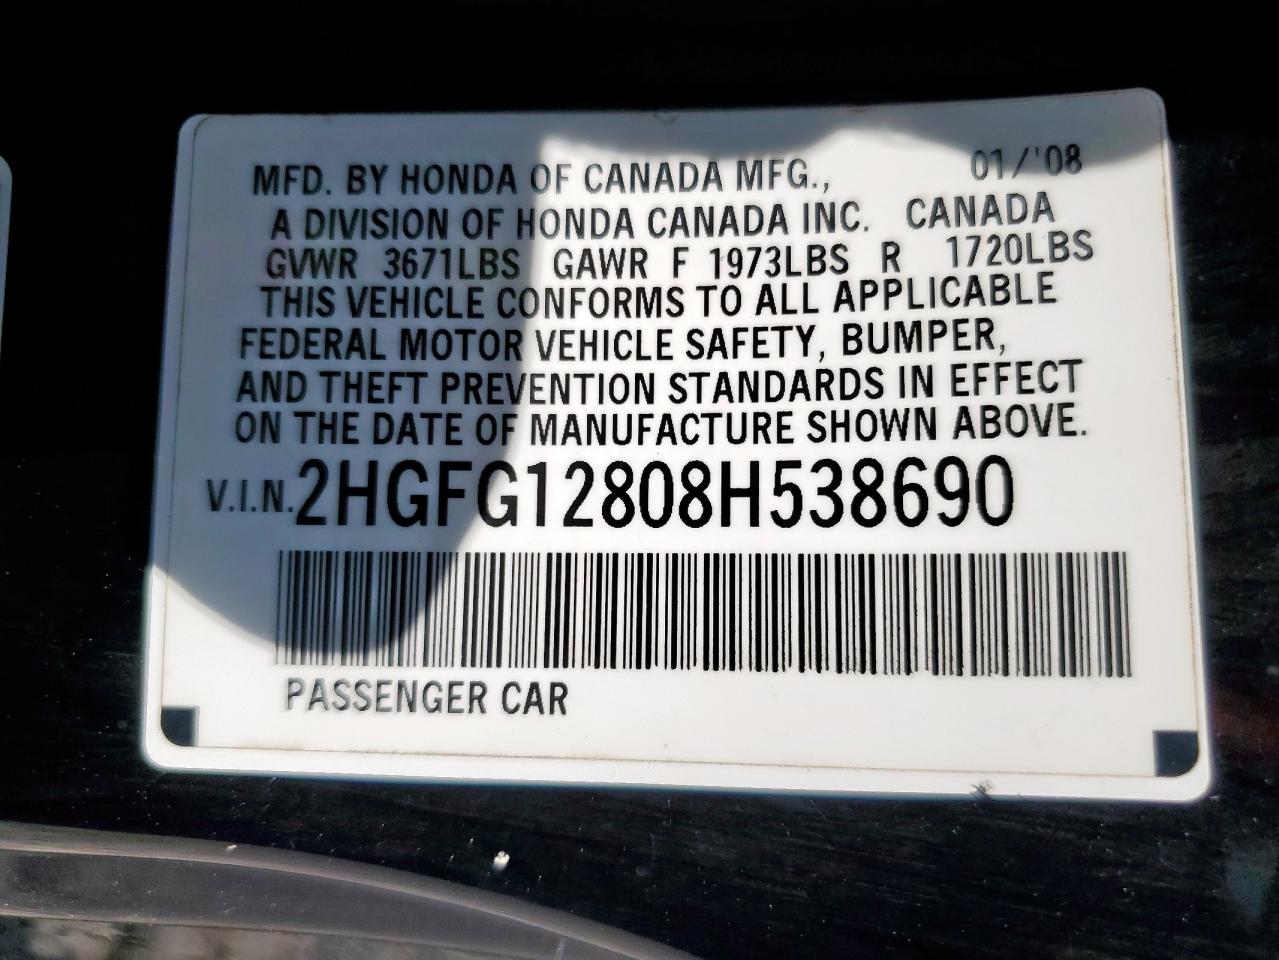 MFD. BY HONDA OF CANADA MFG., 01/'08
A DIVISION OF HONDA CANADA INC. CANADA
GVWR 3671LBS GAWR F 1973LBS R 1720LBS
THIS VEHICLE CONFORMS TO ALL APPLICABLE
FEDERAL MOTOR VEHICLE SAFETY, BUMPER,
AND THEFT PREVENTION STANDARDS IN EFFECT
ON THE DATE OF MANUFACTURE SHOWN ABOVE.
V.I.N. 2HGFG12808H538690
PASSENGER CAR